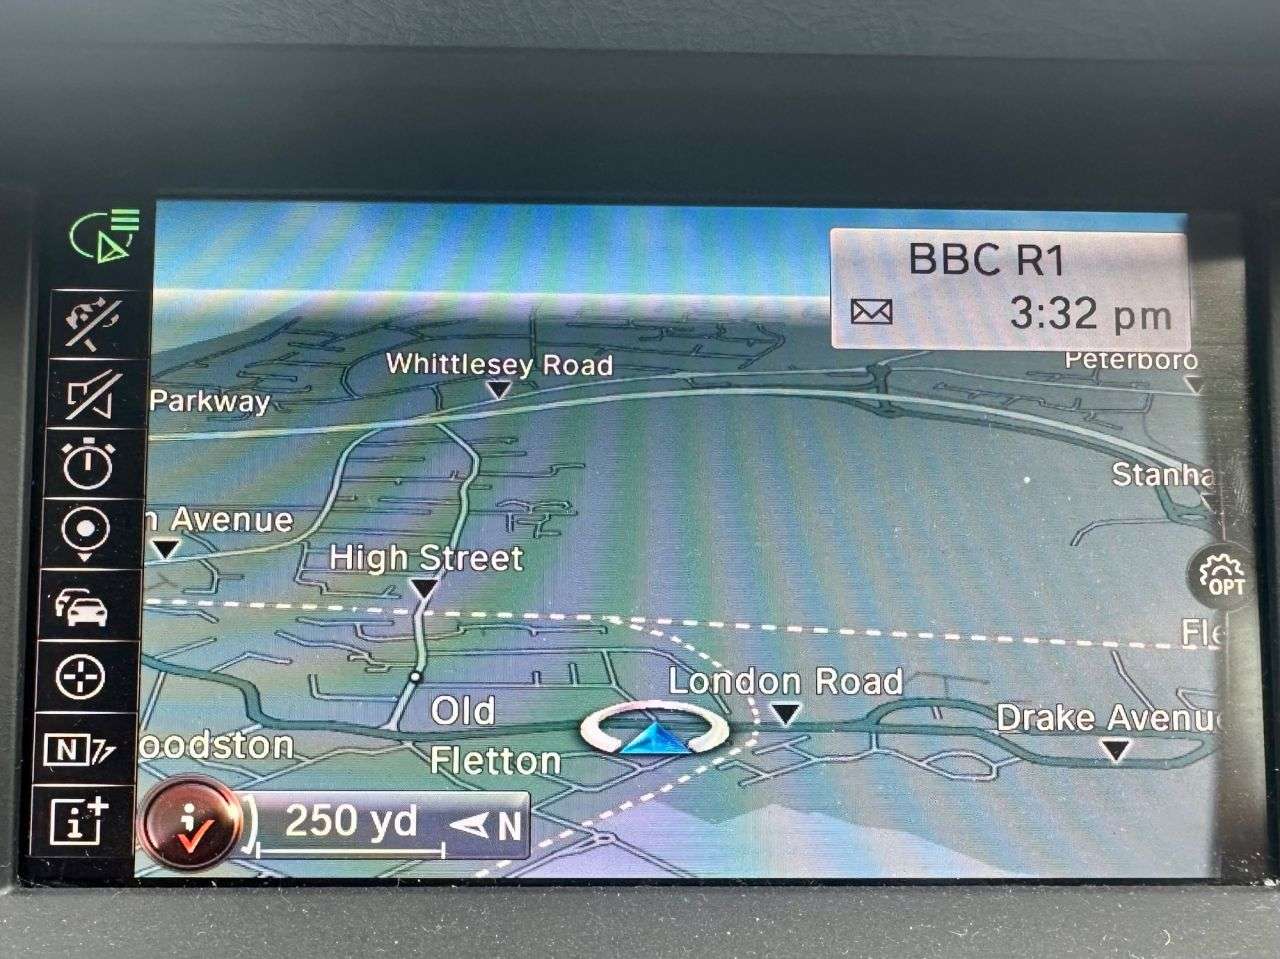 BBC R1
3:32 pm
Whittlesey Road
Peterboro
Parkway
Stanha
n Avenue
High Street
OPT
Fle
London Road
Old
Fletton
Drake Avenu
oodston
N
i+
i
250 yd
N